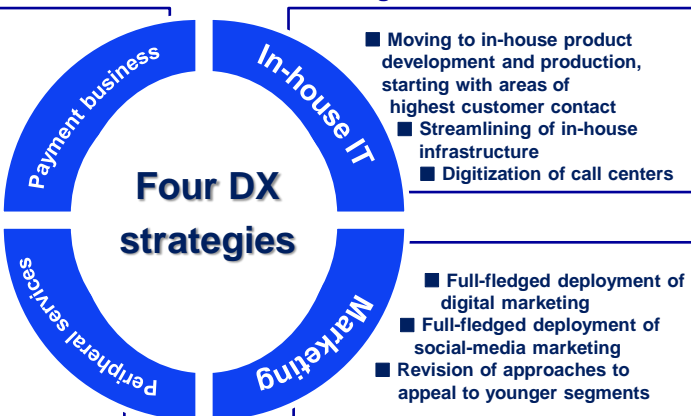 Payment business
In-house IT
■ Moving to in-house product
development and production,
starting with areas of
highest customer contact
■ Streamlining of in-house
infrastructure
■ Digitization of call centers
Four DX
strategies
Peripheral services
Marketing
■ Full-fledged deployment of
digital marketing
■ Full-fledged deployment of
social-media marketing
■ Revision of approaches to
appeal to younger segments